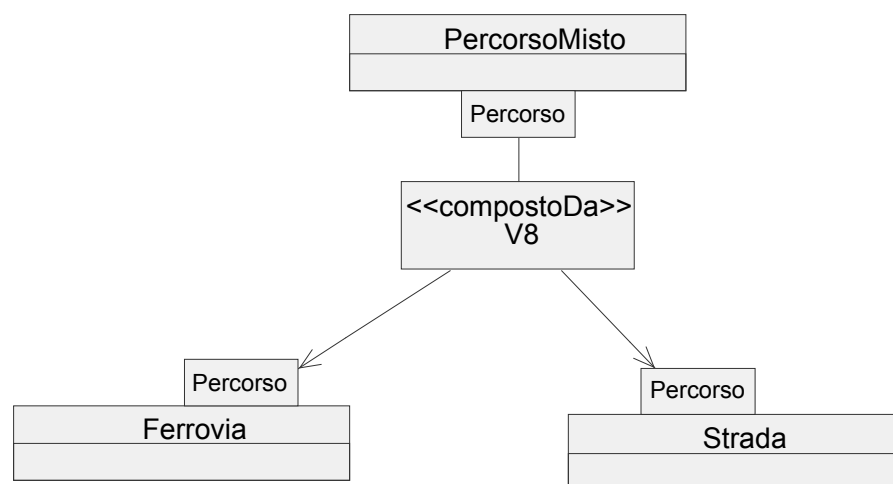 PercorsoMisto
Percorso
<<compostoDa>>
V8
Percorso
Percorso
Ferrovia
Strada